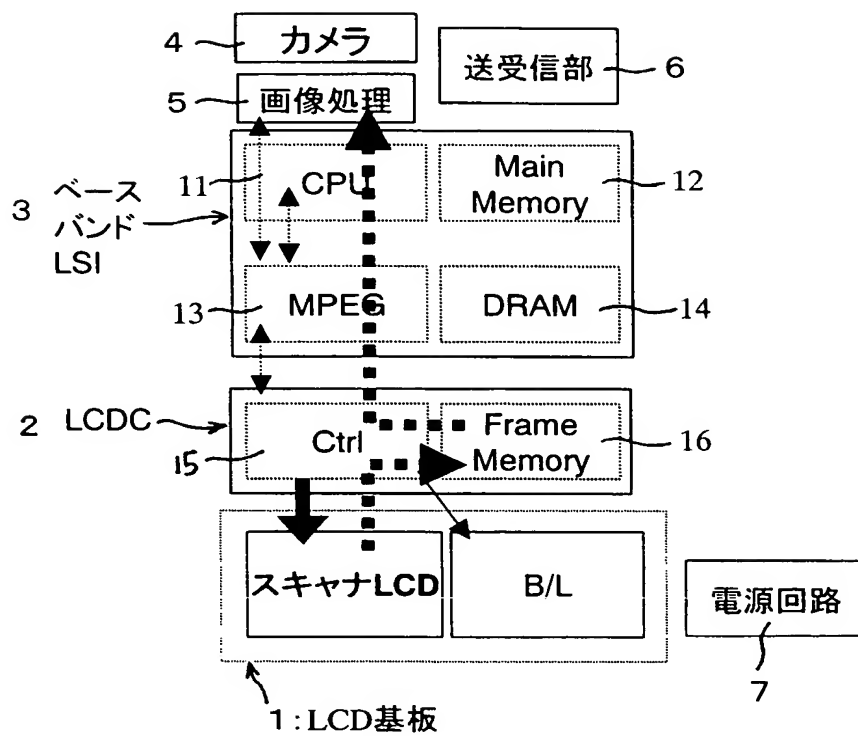 4
カメラ
送受信部
6
5
画像処理
11
CPU
Main
Memory
12
3
ベース
バンド
LSI
13
MPEG
DRAM
14
2
LCDC
15
Ctrl
Frame
Memory
16
スキャナLCD
B/L
電源回路
7
1:LCD基板